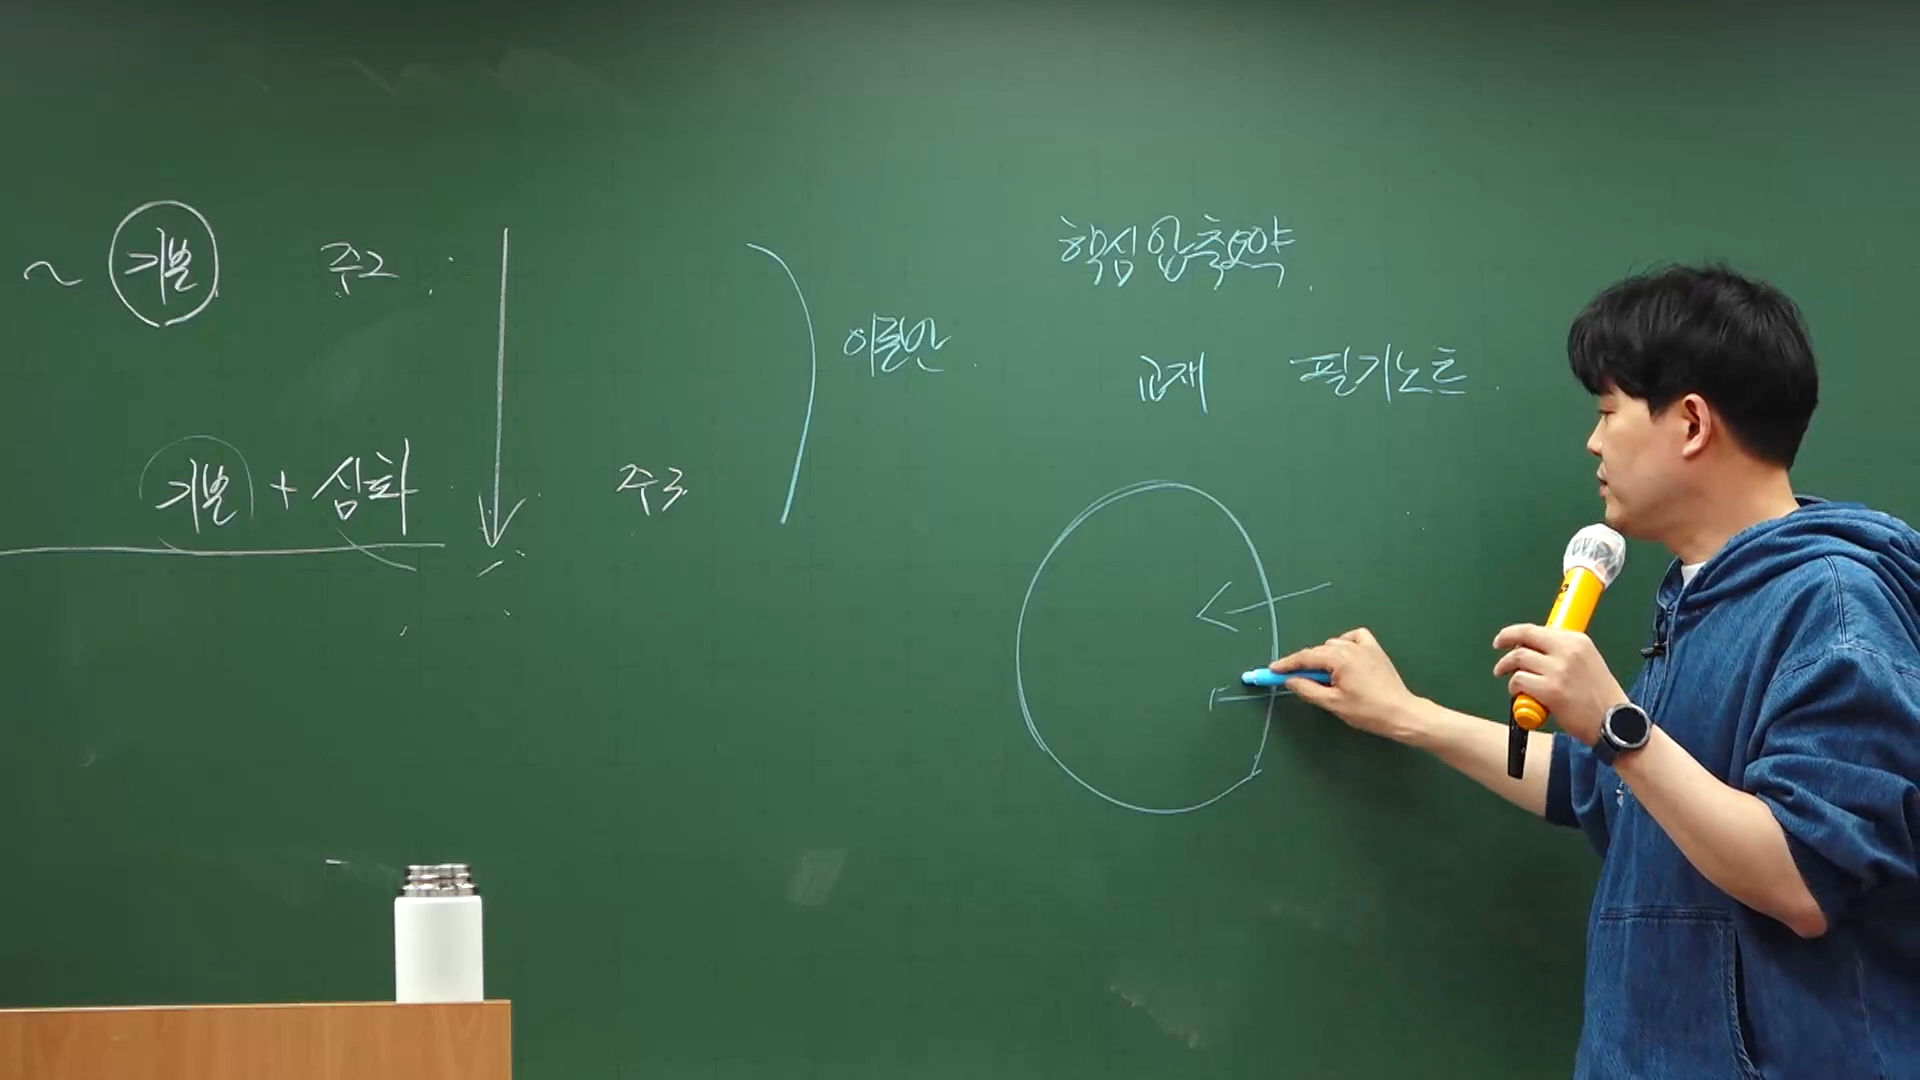 ~ 기본 주2
핵심압축요약.
이론만.
교재 필기노트.
기본 + 심화 주3